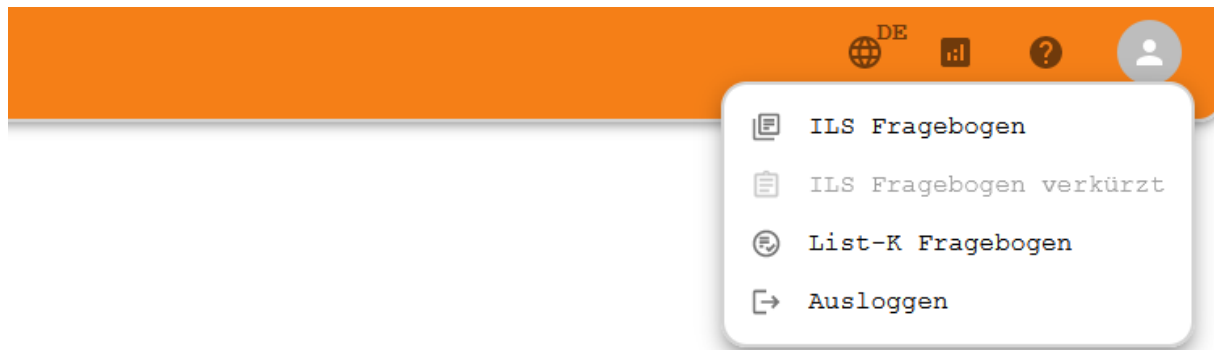 DE
ILS Fragebogen
ILS Fragebogen verkürzt
List-K Fragebogen
Ausloggen